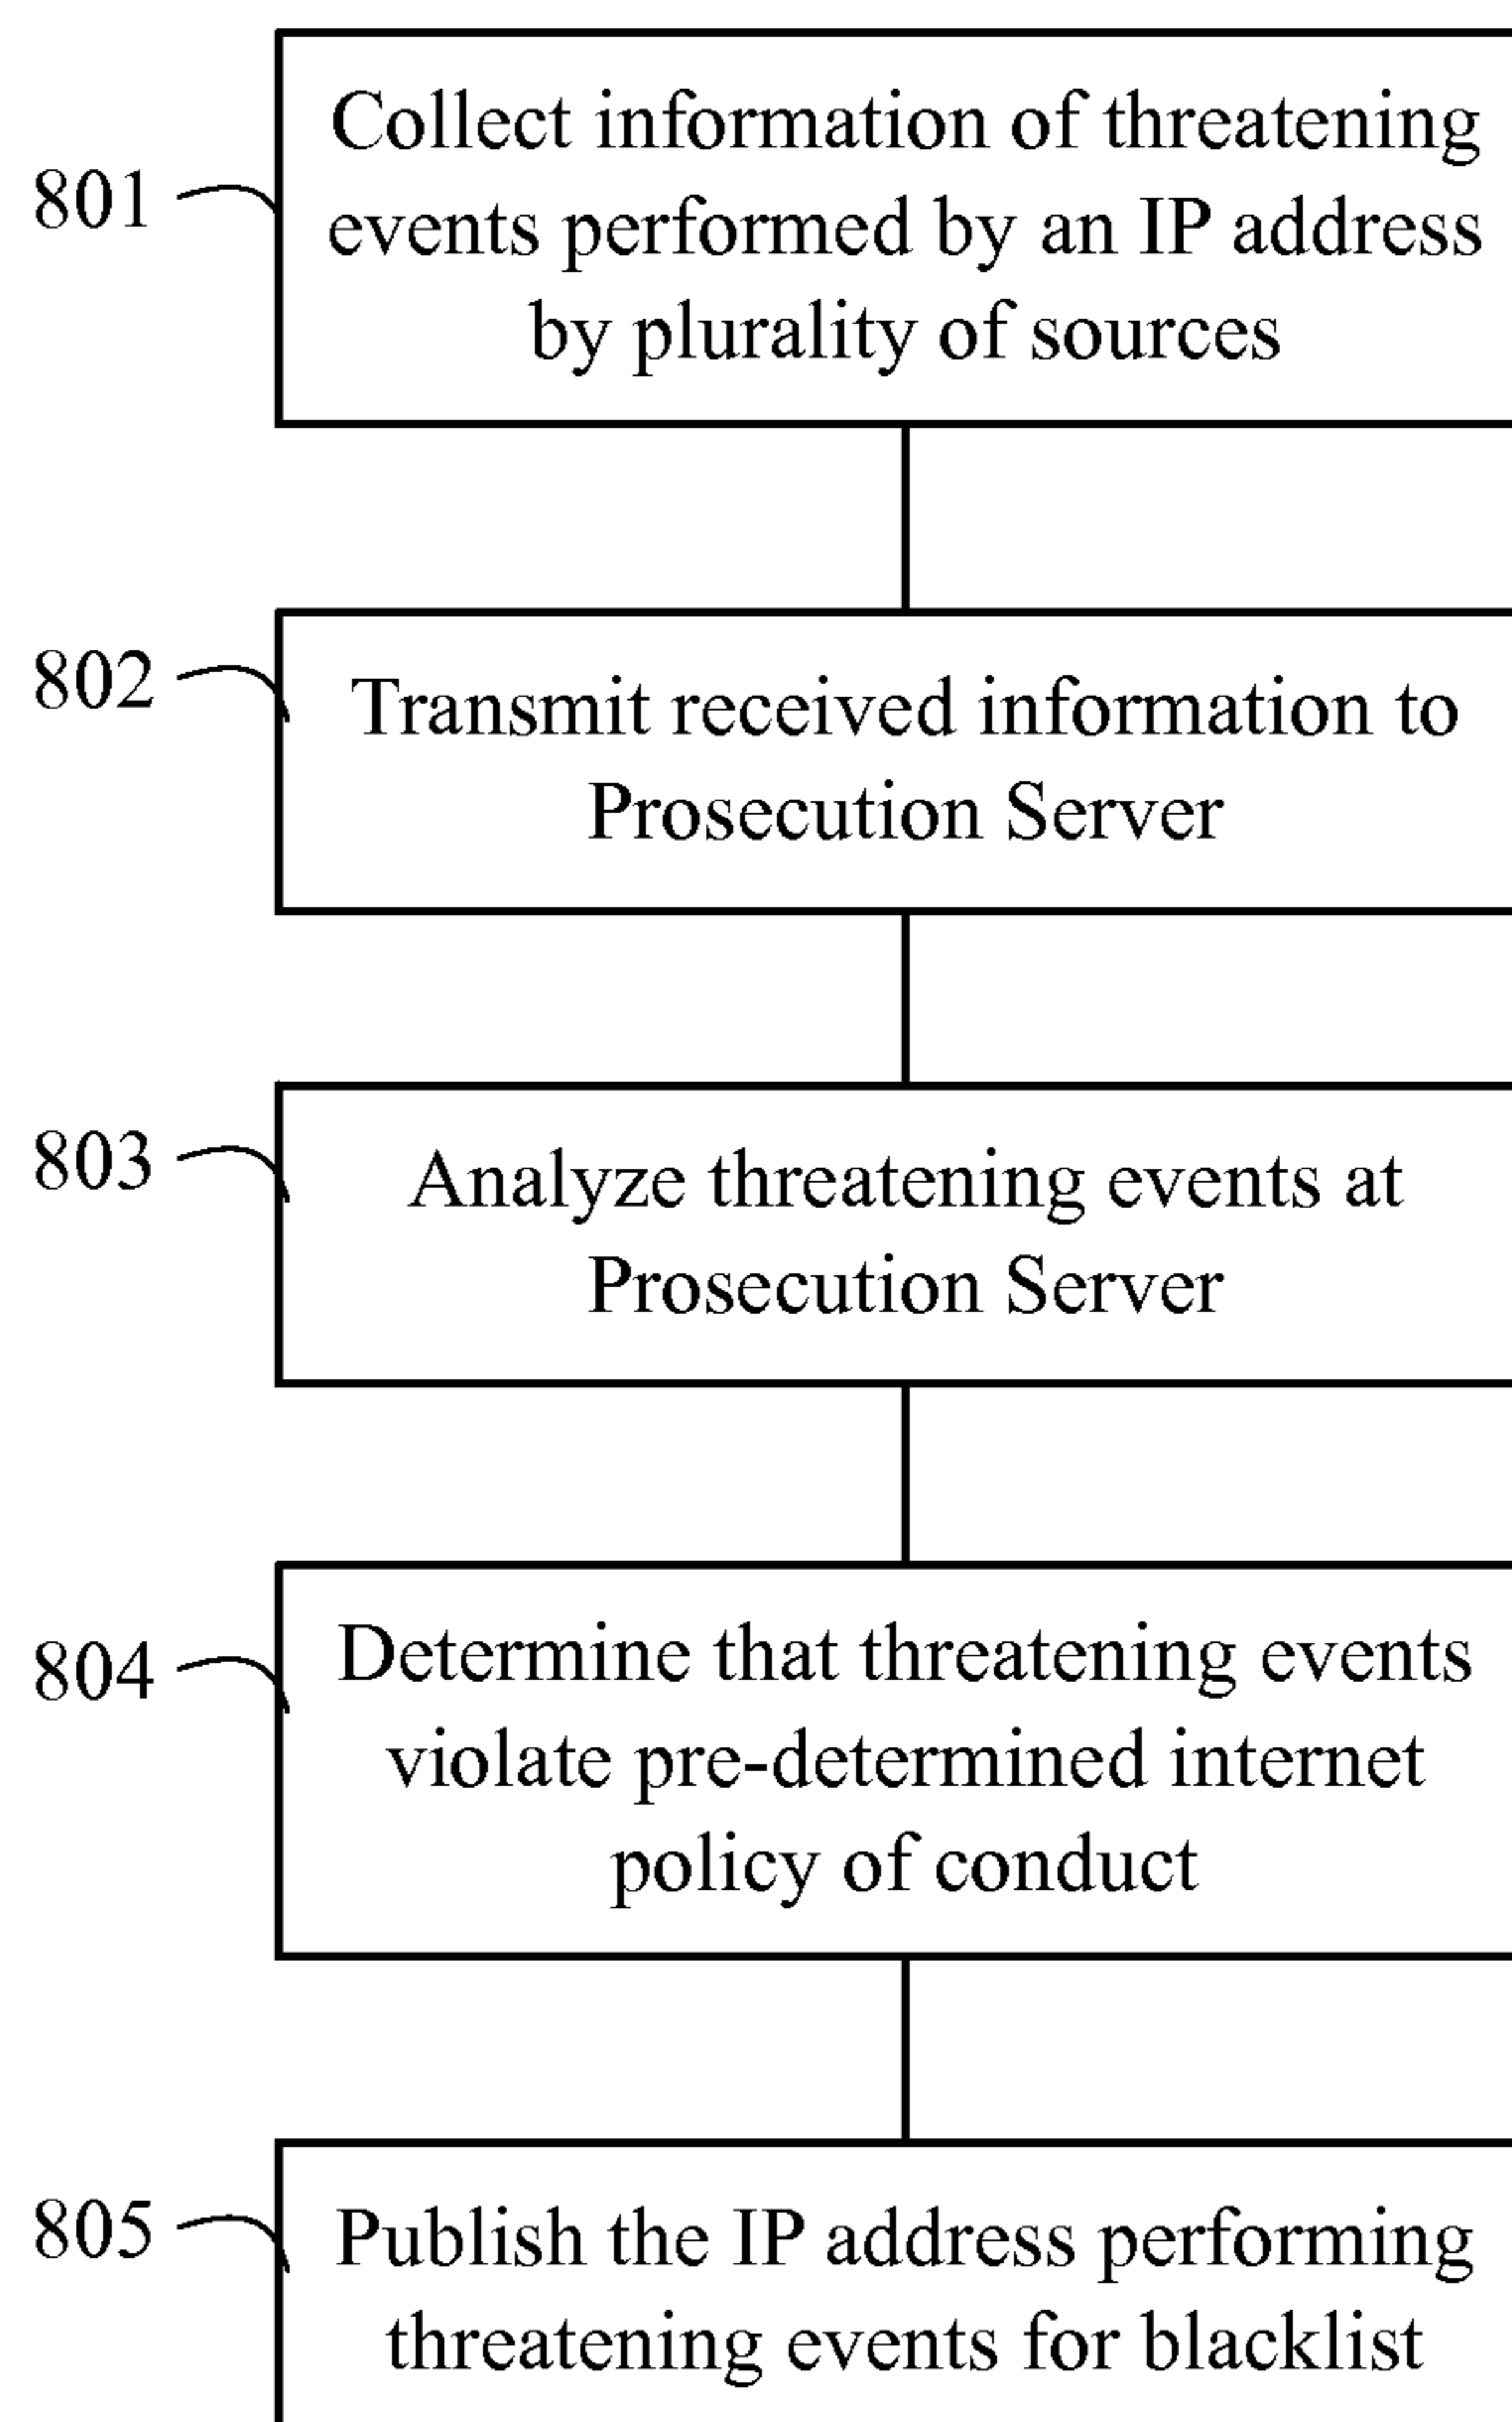 801
Collect information of threatening
events performed by an IP address
by plurality of sources
802
Transmit received information to
Prosecution Server
803
Analyze threatening events at
Prosecution Server
804
Determine that threatening events
violate pre-determined internet
policy of conduct
805
Publish the IP address performing
threatening events for blacklist